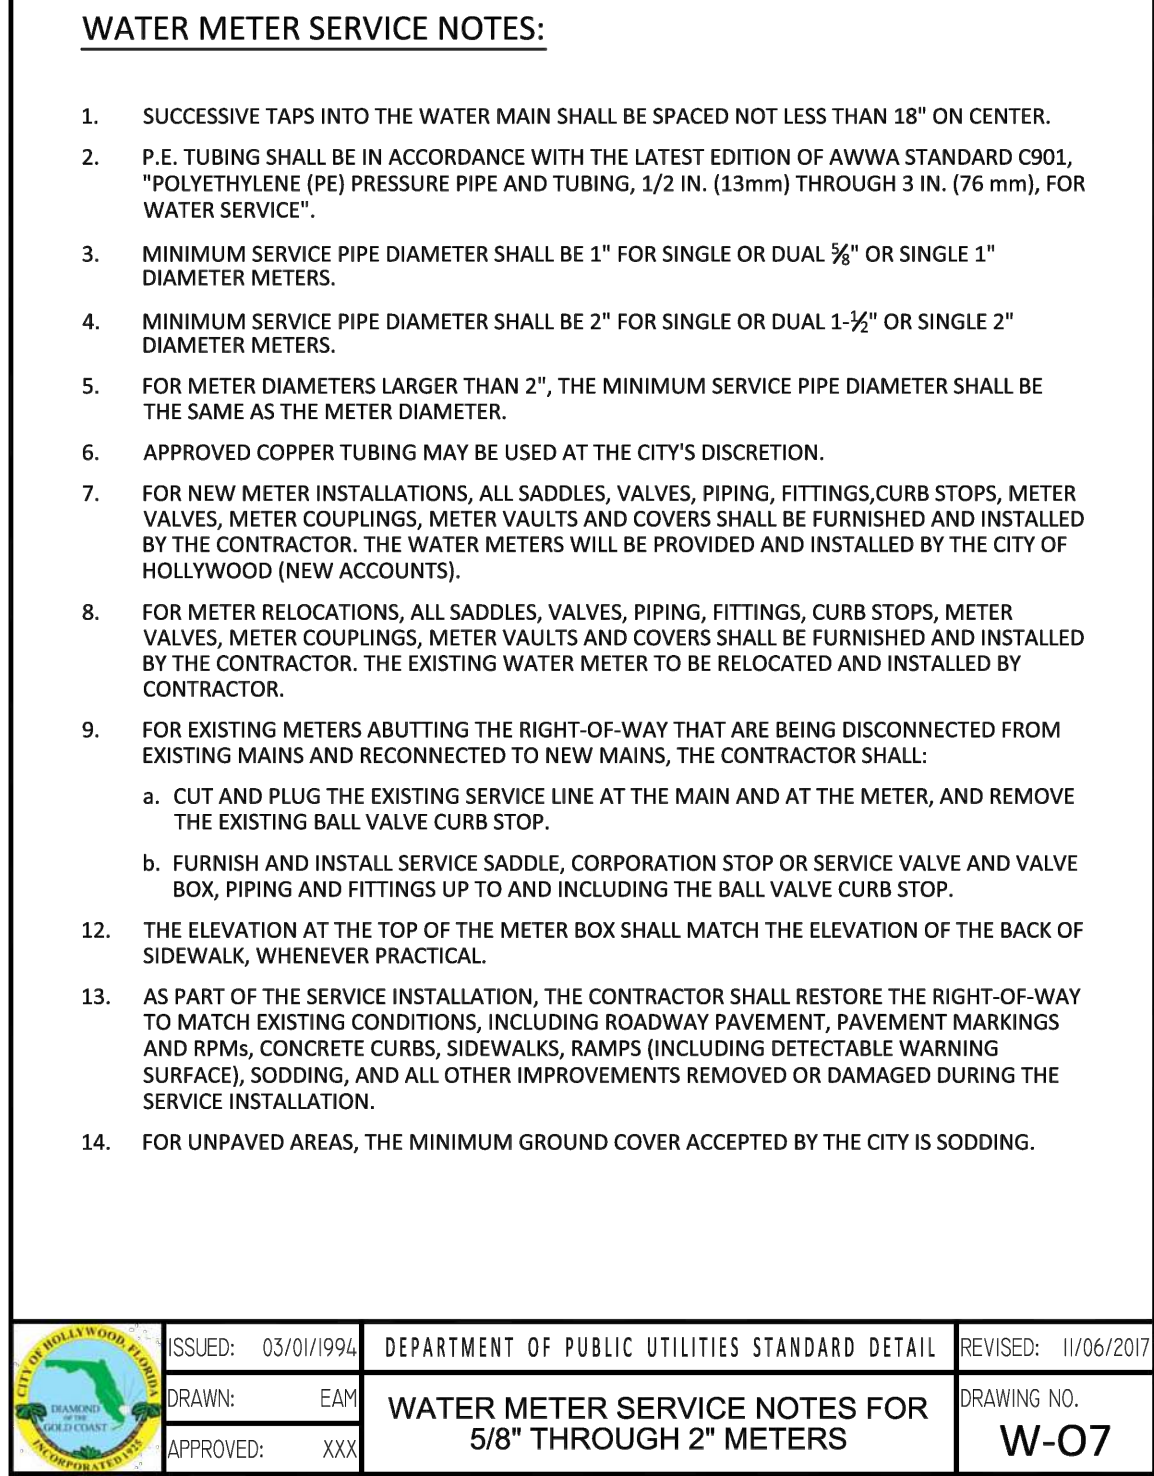 WATER METER SERVICE NOTES:
1. SUCCESSIVE TAPS INTO THE WATER MAIN SHALL BE SPACED NOT LESS THAN 18" ON CENTER.
2. P.E. TUBING SHALL BE IN ACCORDANCE WITH THE LATEST EDITION OF AWWA STANDARD C901,
"POLYETHYLENE (PE) PRESSURE PIPE AND TUBING, 1/2 IN. (13mm) THROUGH 3 IN. (76 mm), FOR
WATER SERVICE".
3. MINIMUM SERVICE PIPE DIAMETER SHALL BE 1" FOR SINGLE OR DUAL ⅝" OR SINGLE 1"
DIAMETER METERS.
4. MINIMUM SERVICE PIPE DIAMETER SHALL BE 2" FOR SINGLE OR DUAL 1-½" OR SINGLE 2"
DIAMETER METERS.
5. FOR METER DIAMETERS LARGER THAN 2", THE MINIMUM SERVICE PIPE DIAMETER SHALL BE
THE SAME AS THE METER DIAMETER.
6. APPROVED COPPER TUBING MAY BE USED AT THE CITY'S DISCRETION.
7. FOR NEW METER INSTALLATIONS, ALL SADDLES, VALVES, PIPING, FITTINGS,CURB STOPS, METER
VALVES, METER COUPLINGS, METER VAULTS AND COVERS SHALL BE FURNISHED AND INSTALLED
BY THE CONTRACTOR. THE WATER METERS WILL BE PROVIDED AND INSTALLED BY THE CITY OF
HOLLYWOOD (NEW ACCOUNTS).
8. FOR METER RELOCATIONS, ALL SADDLES, VALVES, PIPING, FITTINGS, CURB STOPS, METER
VALVES, METER COUPLINGS, METER VAULTS AND COVERS SHALL BE FURNISHED AND INSTALLED
BY THE CONTRACTOR. THE EXISTING WATER METER TO BE RELOCATED AND INSTALLED BY
CONTRACTOR.
9. FOR EXISTING METERS ABUTTING THE RIGHT-OF-WAY THAT ARE BEING DISCONNECTED FROM
EXISTING MAINS AND RECONNECTED TO NEW MAINS, THE CONTRACTOR SHALL:
a. CUT AND PLUG THE EXISTING SERVICE LINE AT THE MAIN AND AT THE METER, AND REMOVE
THE EXISTING BALL VALVE CURB STOP.
b. FURNISH AND INSTALL SERVICE SADDLE, CORPORATION STOP OR SERVICE VALVE AND VALVE
BOX, PIPING AND FITTINGS UP TO AND INCLUDING THE BALL VALVE CURB STOP.
12. THE ELEVATION AT THE TOP OF THE METER BOX SHALL MATCH THE ELEVATION OF THE BACK OF
SIDEWALK, WHENEVER PRACTICAL.
13. AS PART OF THE SERVICE INSTALLATION, THE CONTRACTOR SHALL RESTORE THE RIGHT-OF-WAY
TO MATCH EXISTING CONDITIONS, INCLUDING ROADWAY PAVEMENT, PAVEMENT MARKINGS
AND RPMs, CONCRETE CURBS, SIDEWALKS, RAMPS (INCLUDING DETECTABLE WARNING
SURFACE), SODDING, AND ALL OTHER IMPROVEMENTS REMOVED OR DAMAGED DURING THE
SERVICE INSTALLATION.
14. FOR UNPAVED AREAS, THE MINIMUM GROUND COVER ACCEPTED BY THE CITY IS SODDING.
CITY OF HOLLYWOOD, FLORIDA
DIAMOND
OF THE
GOLD COAST
INCORPORATED 1925
ISSUED: 03/01/1994
DRAWN: EAM
APPROVED: XXX
DEPARTMENT OF PUBLIC UTILITIES STANDARD DETAIL
WATER METER SERVICE NOTES FOR
5/8" THROUGH 2" METERS
REVISED: 11/06/2017
DRAWING NO.
W-07